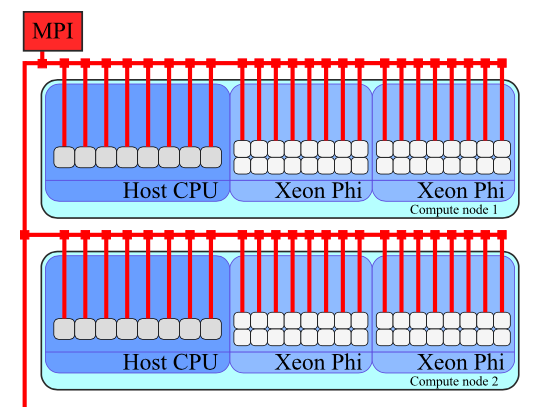 MPI
Host CPU Xeon Phi Xeon Phi
Compute node 1
Host CPU Xeon Phi Xeon Phi
Compute node 2